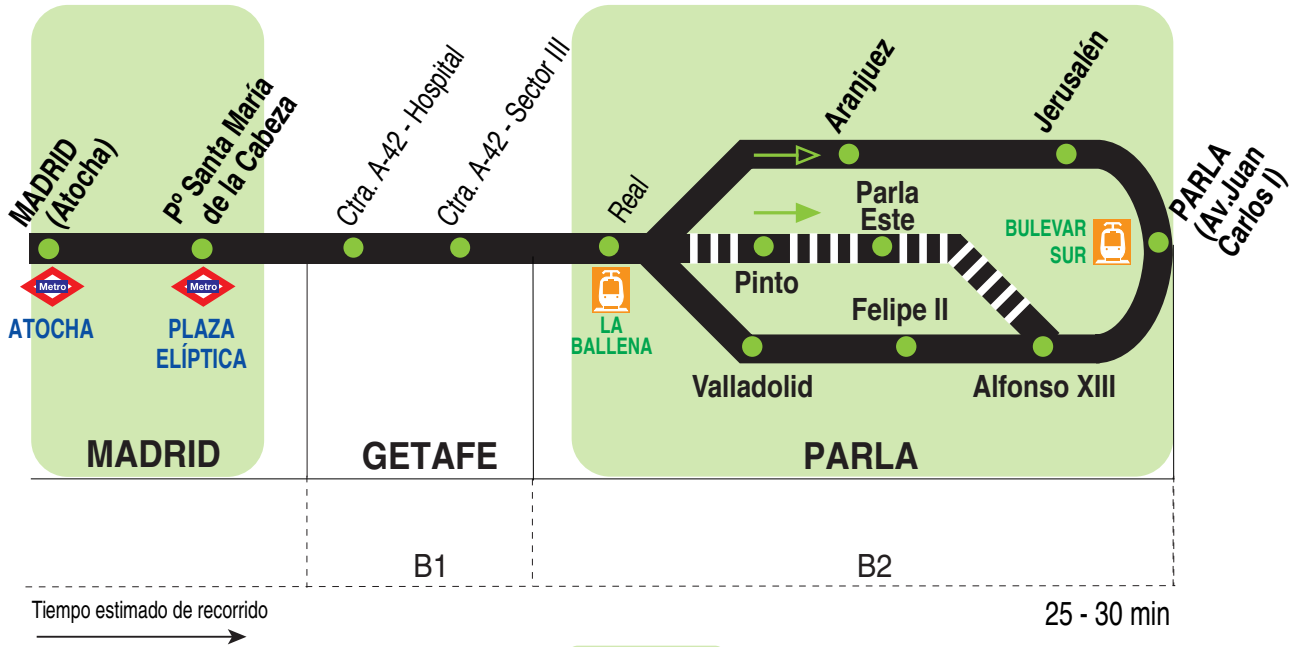 MADRID
(Atocha)
Pº Santa María
de la Cabeza
Ctra. A-42 - Hospital
Ctra. A-42 - Sector III
Real
Aranjuez
Jerusalén
PARLA
(Av.Juan
Carlos I)
Parla
Este
Pinto
BULEVAR
SUR
Metro
ATOCHA
Metro
PLAZA
ELÍPTICA
LA
BALLENA
Felipe II
Valladolid
Alfonso XIII
MADRID
GETAFE
PARLA
B1
B2
Tiempo estimado de recorrido
25 - 30 min